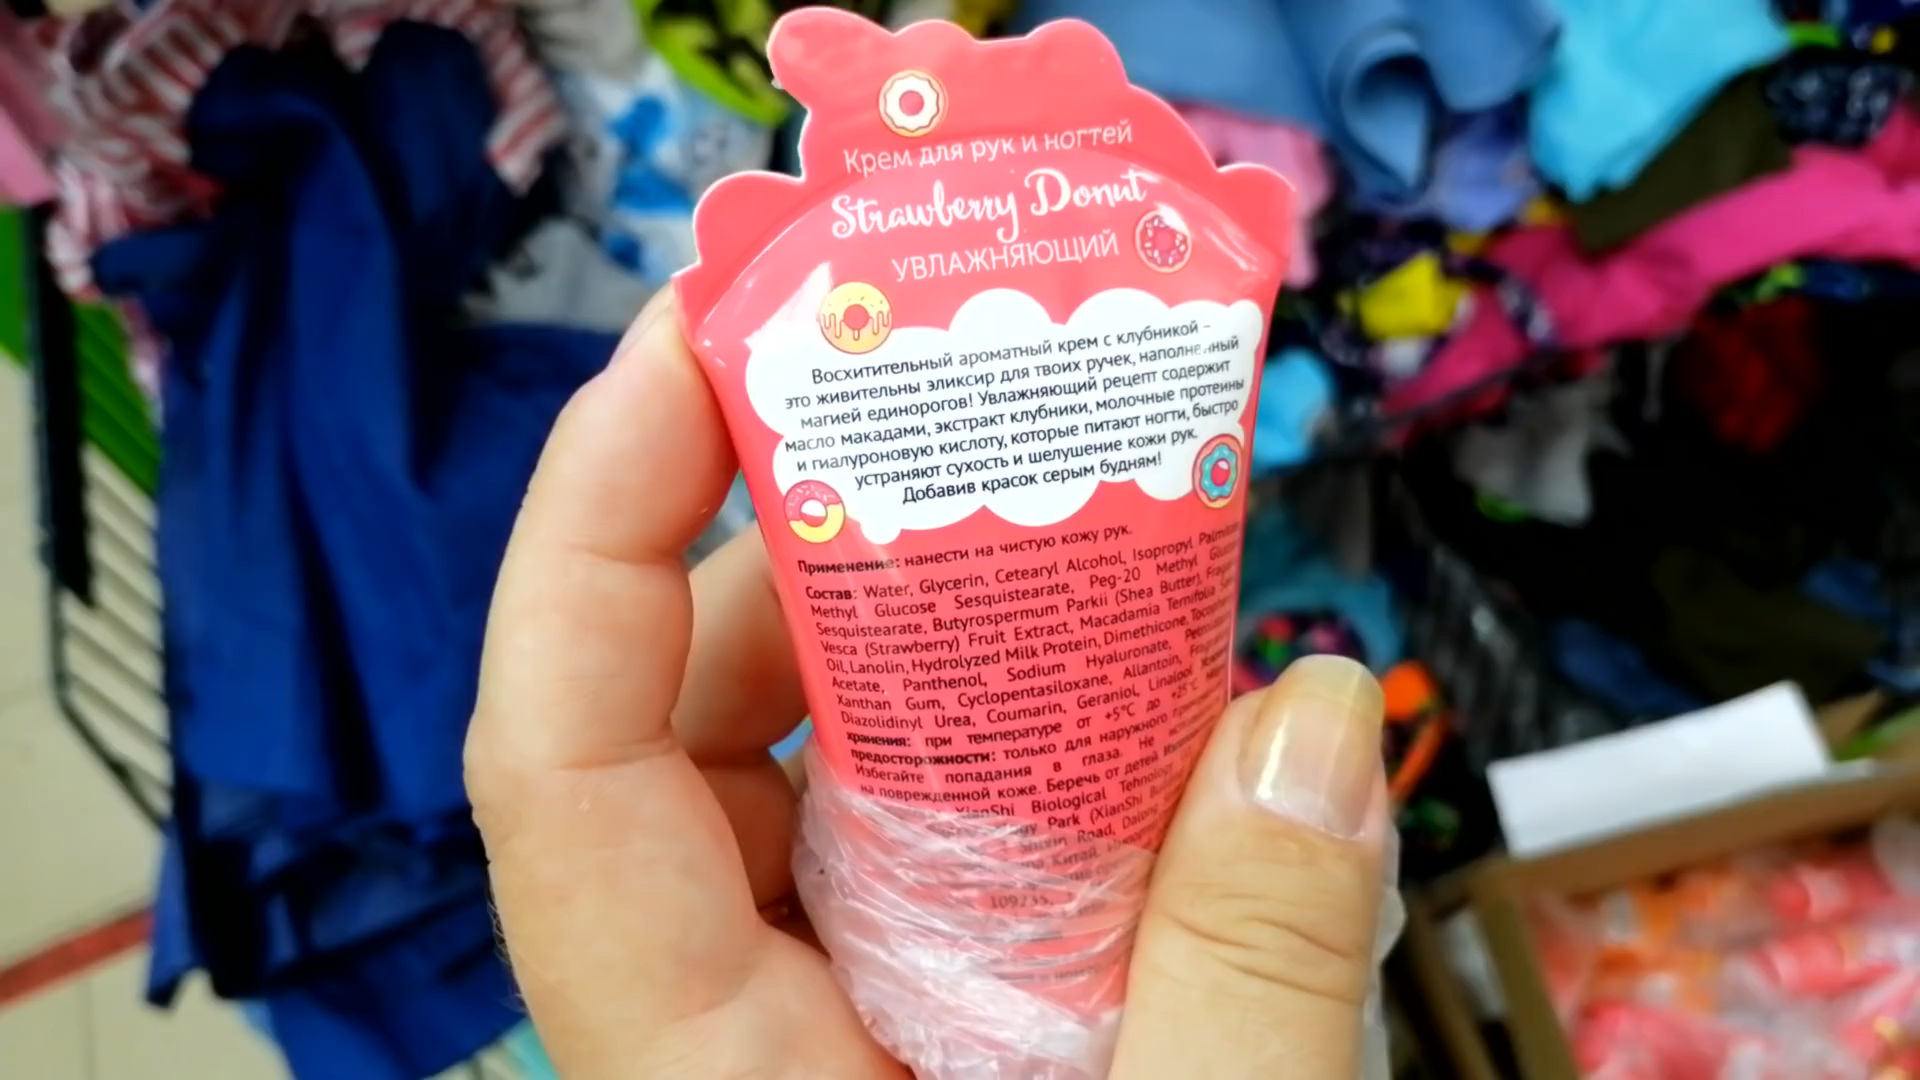 Крем для рук и ногтей
Strawberry Donut
УВЛАЖНЯЮЩИЙ
Восхитительный ароматный крем с клубникой –
это живительны эликсир для твоих ручек, наполненный
магией единорогов! Увлажняющий рецепт содержит
масло макадами, экстракт клубники, молочные протеины
и гиалуроновую кислоту, которые питают ногти, быстро
устраняют сухость и шелушение кожи рук.
Добавив красок серым будням!
Применение: нанести на чистую кожу рук.
Состав: Water, Glycerin, Cetearyl Alcohol, Isopropyl
Methyl Glucose Sesquistearate, Peg-20 Methyl
Sesquistearate, Butyrospermum Parkii (Shea Butter),
Vesca (Strawberry) Fruit Extract, Macadamia Ternifolia
Oil, Lanolin, Hydrolyzed Milk Protein, Dimethicone,
Acetate, Panthenol, Sodium Hyaluronate,
Xanthan Gum, Cyclopentasiloxane, Allantoin,
Diazolidinyl Urea, Coumarin, Geraniol, Linalool.
хранения: при температуре от +5°C до +25°C
предосторожности: только для наружного
Избегайте попадания в глаза. Не
на поврежденной коже. Беречь от детей.
XianShi Biological Tehnology
Park (XianShi
Road,
Китай.
109235,